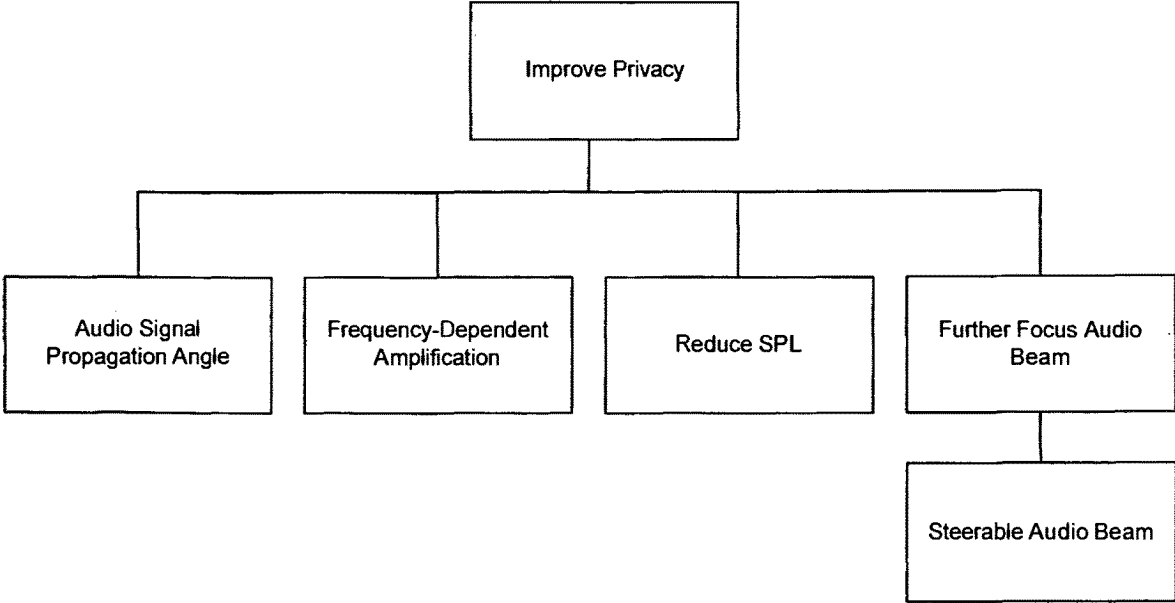 Improve Privacy
Audio Signal
Propagation Angle
Frequency-Dependent
Amplification
Reduce SPL
Further Focus Audio
Beam
Steerable Audio Beam